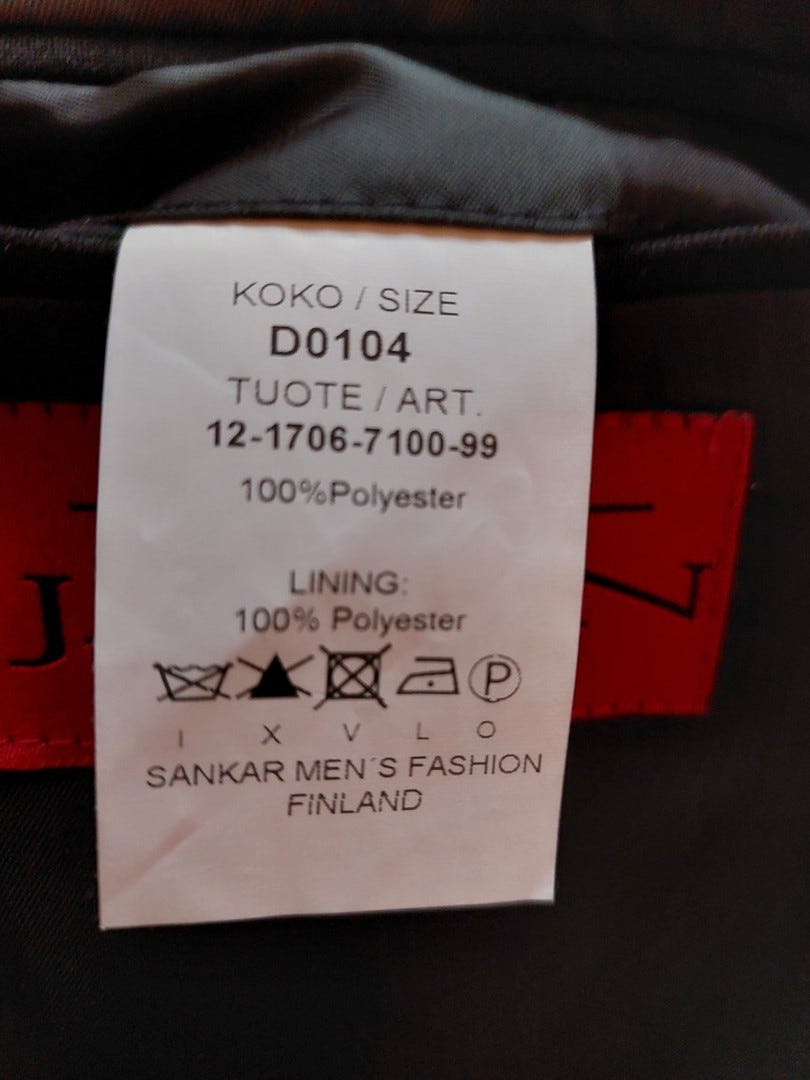 KOKO / SIZE
D0104
TUOTE / ART.
12-1706-7100-99
100%Polyester
LINING:
100% Polyester
P
I X V L O
SANKAR MEN´S FASHION
FINLAND